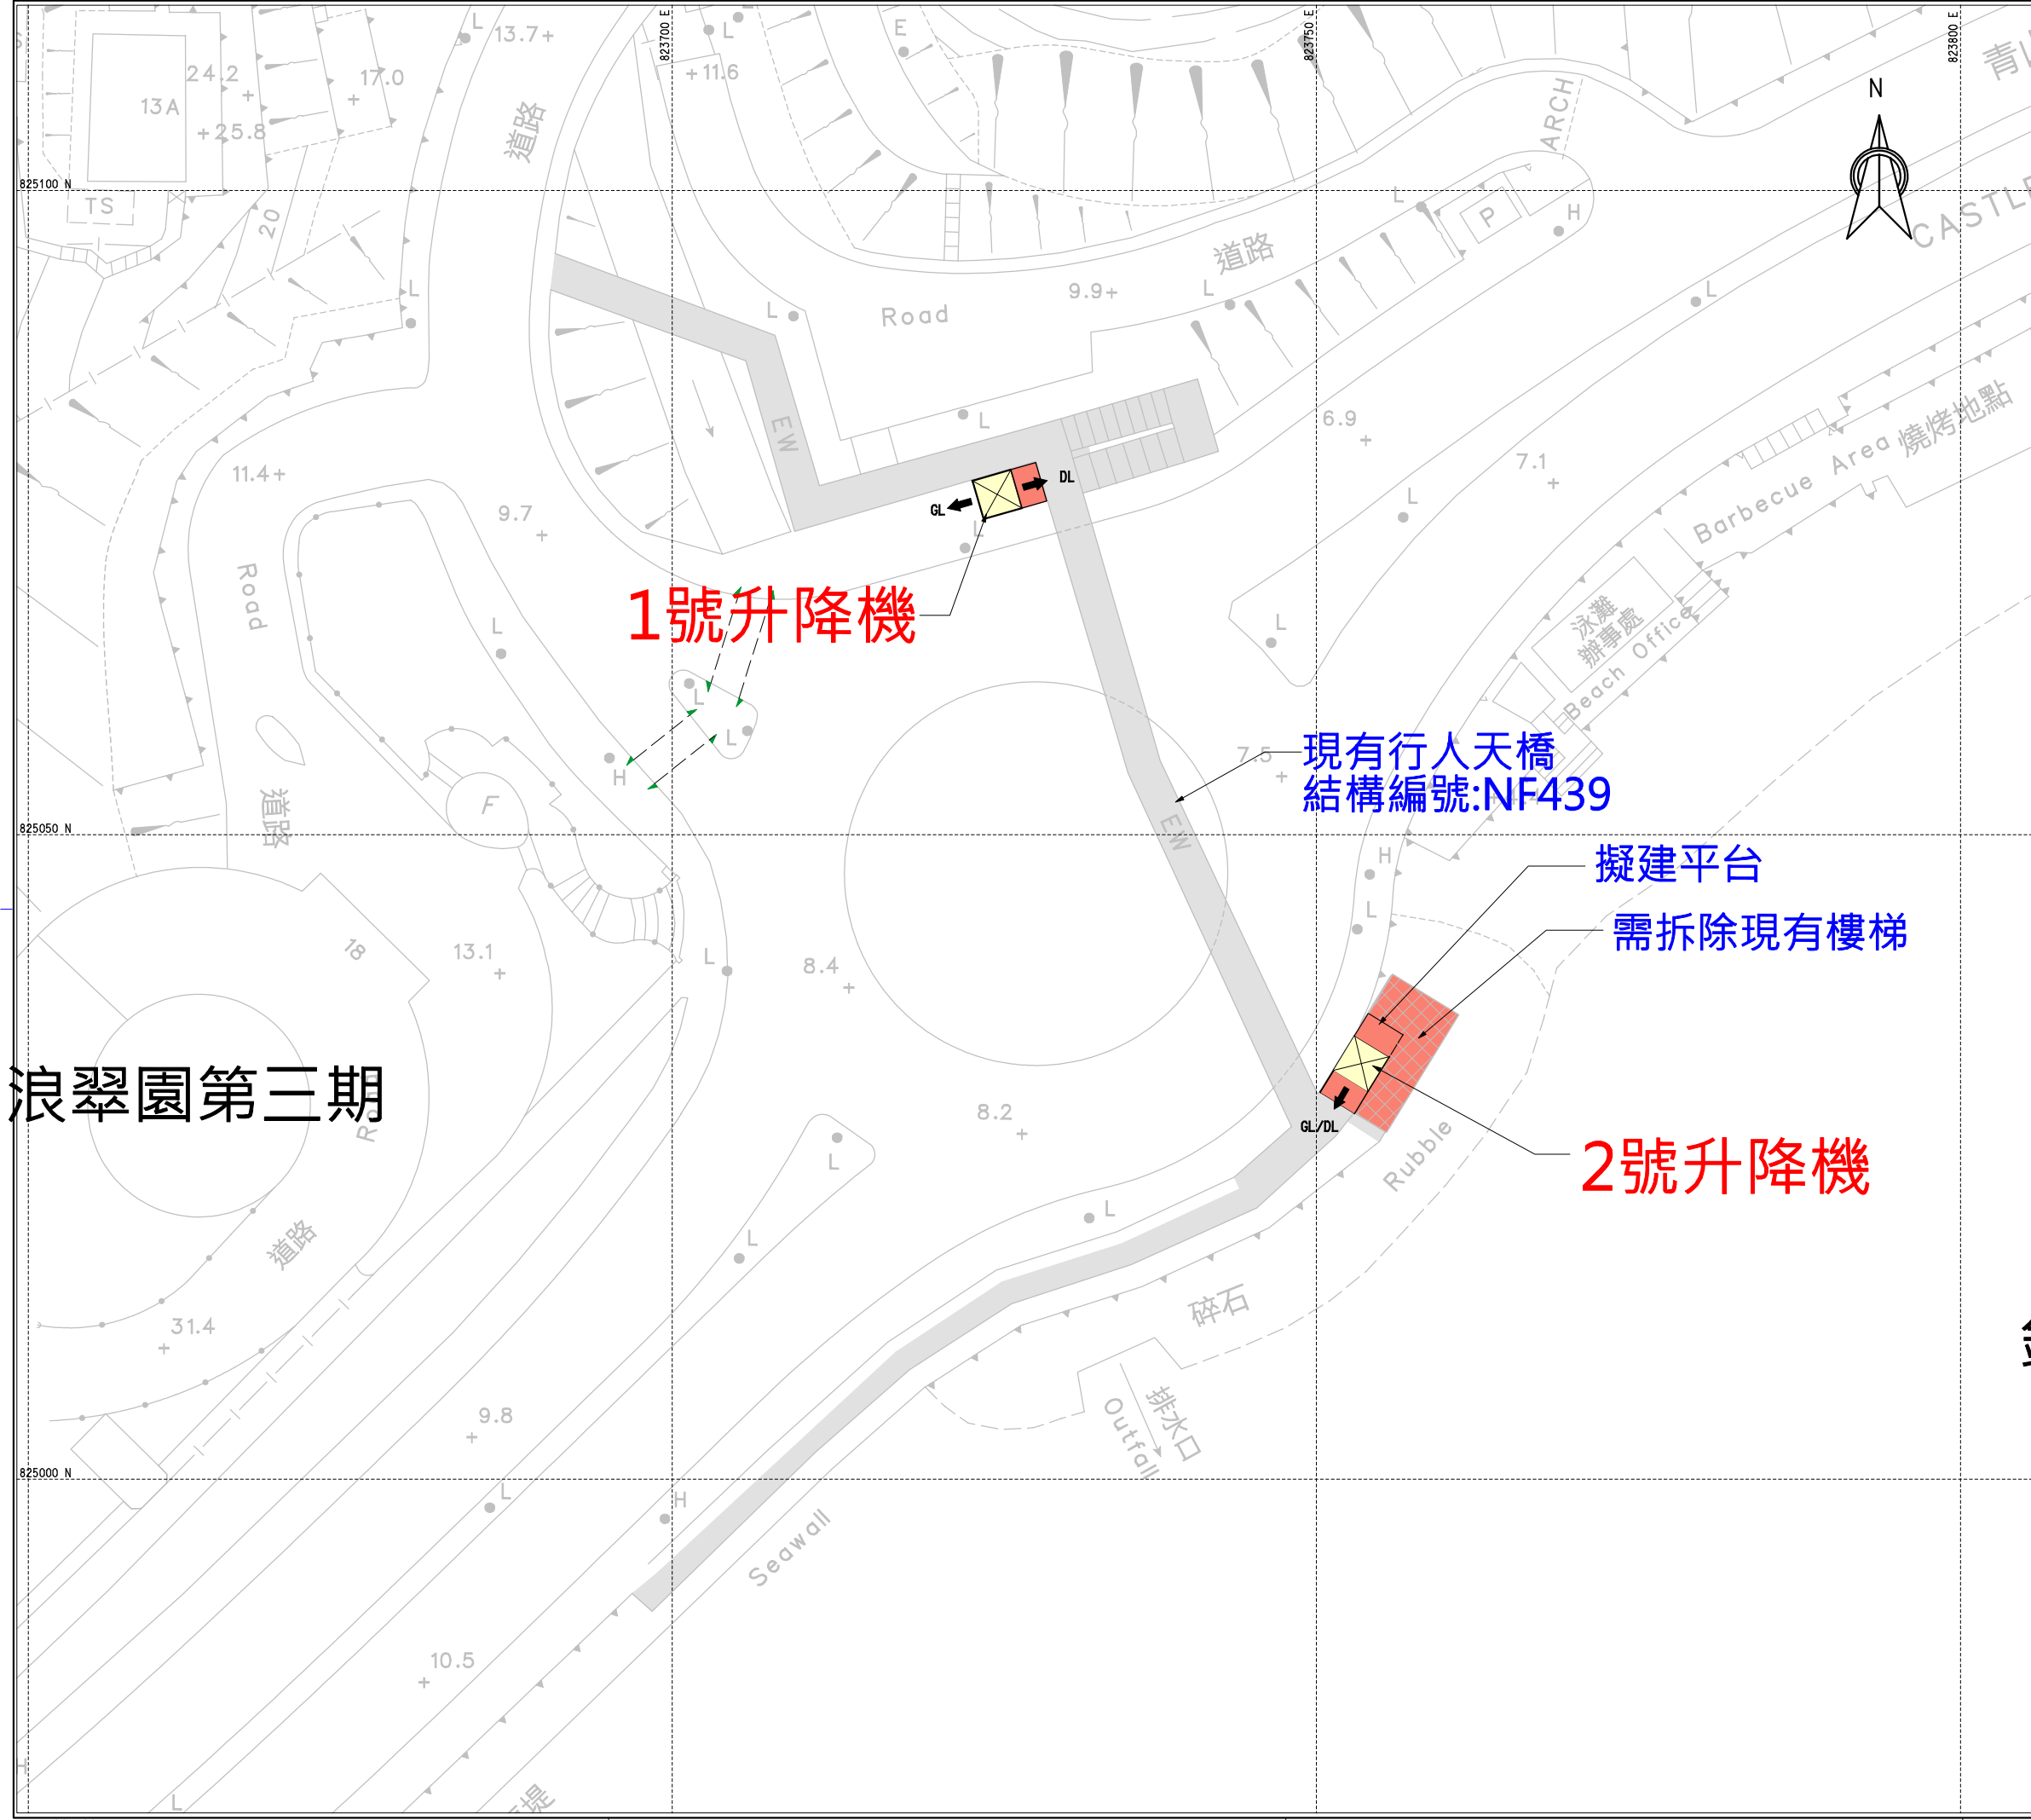 823700 E
823750 E
823800 E
L
13.7+
L
E
24.2
17.0
13A
+25.8
+11.6
道路
ARCH
N
825100 N
TS
20
L
P
H
CASTLE
道路
L
L
Road
9.9+
L
L
EW
L
6.9
燒烤地點
Barbecue Area
11.4+
9.7
DL
GL
L
7.1
L
Road
1號升降機
L
L
泳灘
辦事處
Beach Office
L
L
H
7.5
現有行人天橋
結構編號:NF439
F
道路
825050 N
EW
H
擬建平台
L
需拆除現有樓梯
18
13.1
L
8.4
浪翠園第三期
Road
8.2
GL/DL
Rubble
2號升降機
L
L
L
道路
碎石
31.4
9.8
排水口
Outfall
825000 N
L
H
Seawall
10.5
H
L
堤